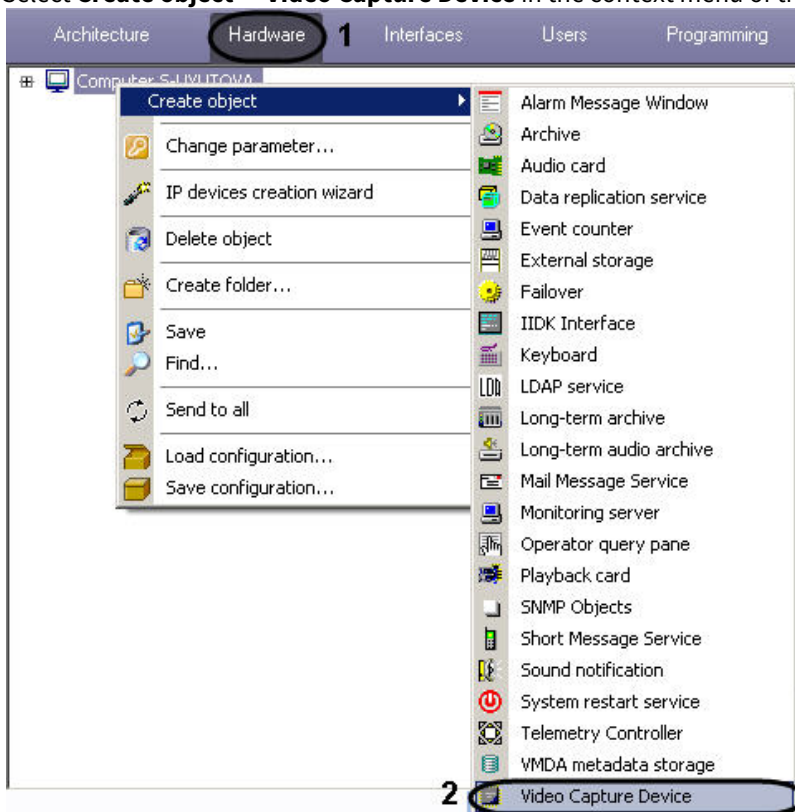 Select Create object – Video Capture Device in the context menu of t
Architecture Hardware 1 Interfaces Users Programming
Computer S-UYUTOVA
Create object
Change parameter...
IP devices creation wizard
Delete object
Create folder...
Save
Find...
Send to all
Load configuration...
Save configuration...
Alarm Message Window
Archive
Audio card
Data replication service
Event counter
External storage
Failover
IIDK Interface
Keyboard
LDAP service
Long-term archive
Long-term audio archive
Mail Message Service
Monitoring server
Operator query pane
Playback card
SNMP Objects
Short Message Service
Sound notification
System restart service
Telemetry Controller
VMDA metadata storage
2 Video Capture Device